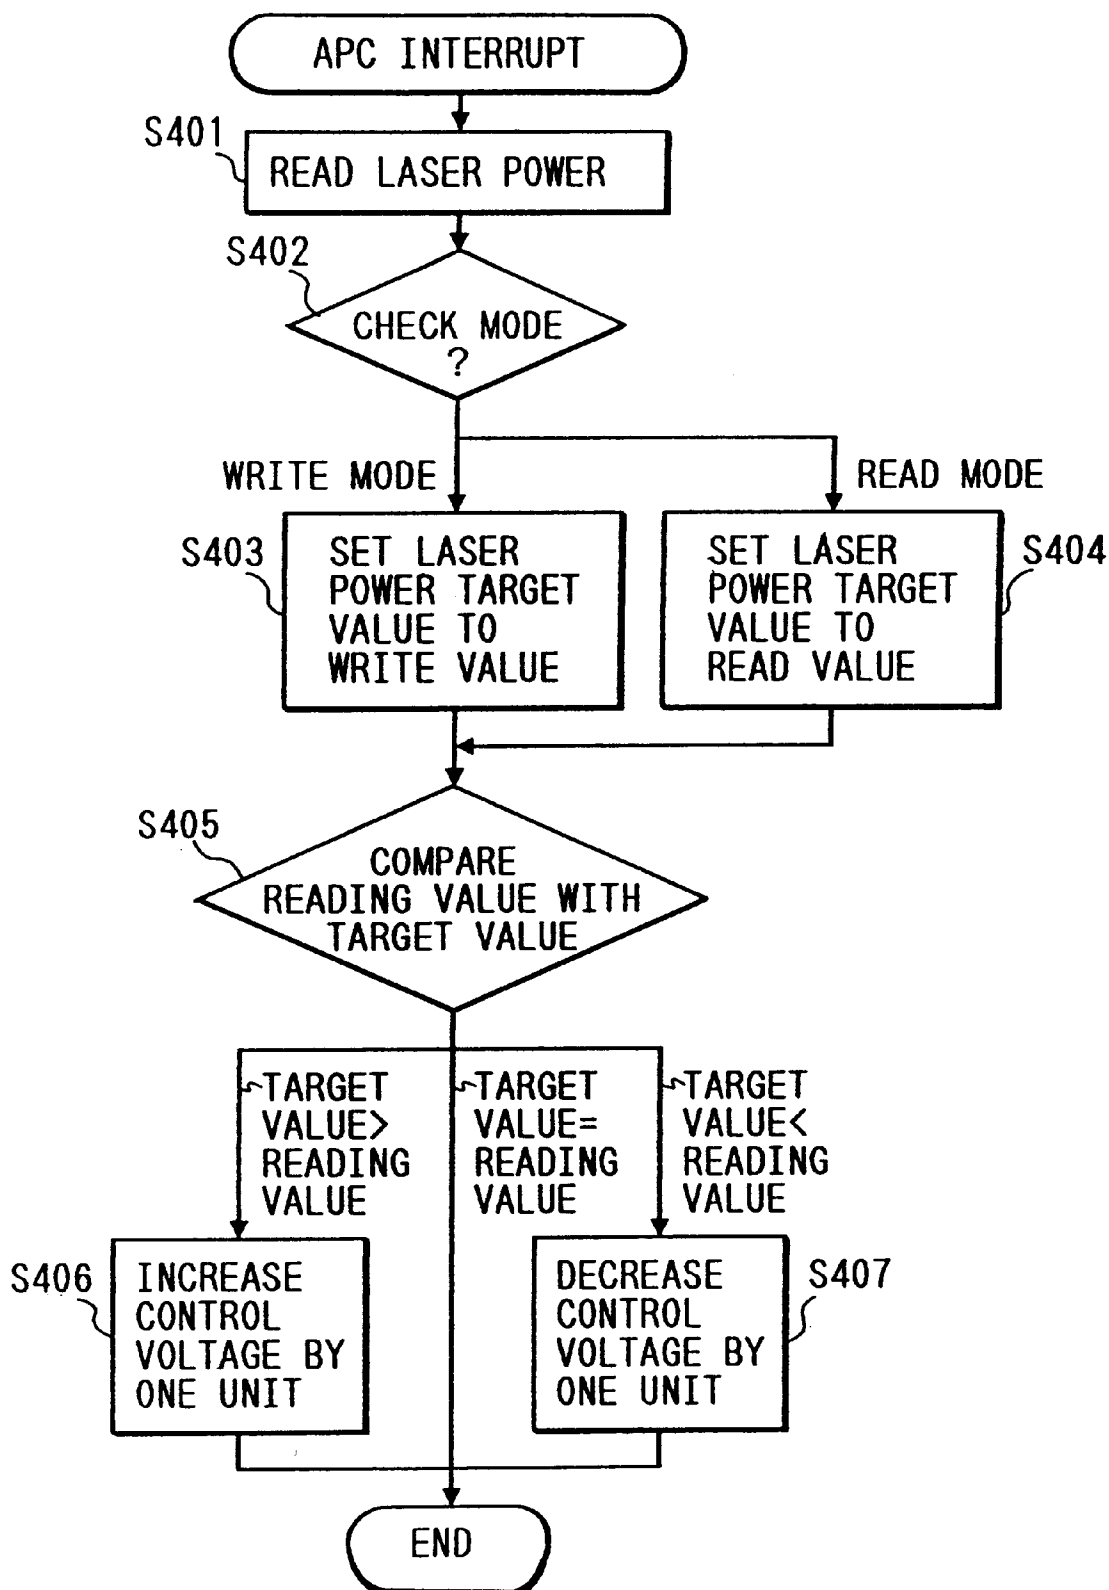 APC INTERRUPT
S401
READ LASER POWER
S402
CHECK MODE
?
WRITE MODE
READ MODE
S403
SET LASER
POWER TARGET
VALUE TO
WRITE VALUE
SET LASER
POWER TARGET
VALUE TO
READ VALUE
S404
S405
COMPARE
READING VALUE WITH
TARGET VALUE
TARGET
VALUE>
READING
VALUE
TARGET
VALUE=
READING
VALUE
TARGET
VALUE<
READING
VALUE
S406
INCREASE
CONTROL
VOLTAGE BY
ONE UNIT
DECREASE
CONTROL
VOLTAGE BY
ONE UNIT
S407
END